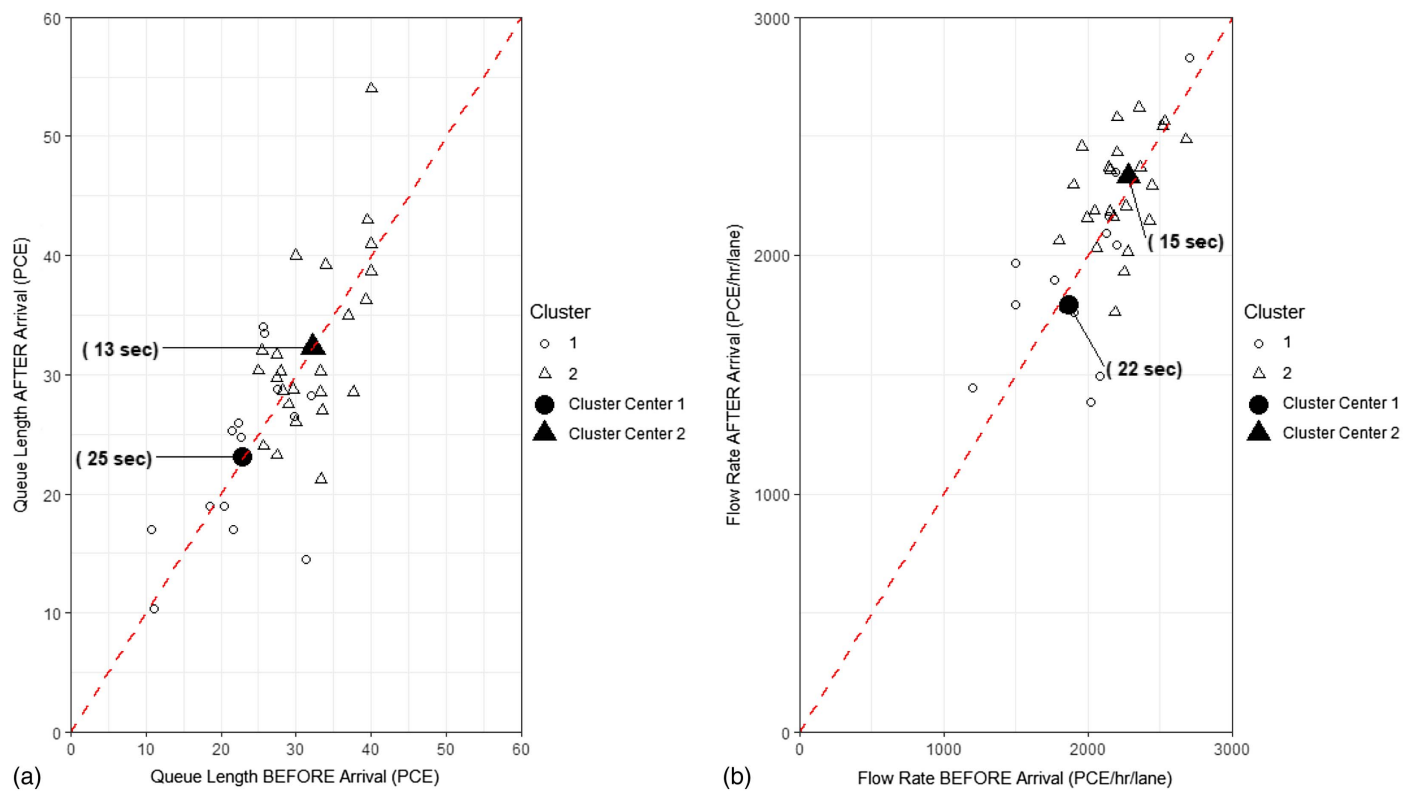 60
50
40
30
20
10
0
Queue Length AFTER Arrival (PCE)
( 13 sec)
( 25 sec)
0 10 20 30 40 50 60
(a) Queue Length BEFORE Arrival (PCE)
Cluster
1
2
Cluster Center 1
Cluster Center 2
3000
2000
1000
0
Flow Rate AFTER Arrival (PCE/hr/lane)
( 15 sec)
( 22 sec)
0 1000 2000 3000
(b) Flow Rate BEFORE Arrival (PCE/hr/lane)
Cluster
1
2
Cluster Center 1
Cluster Center 2